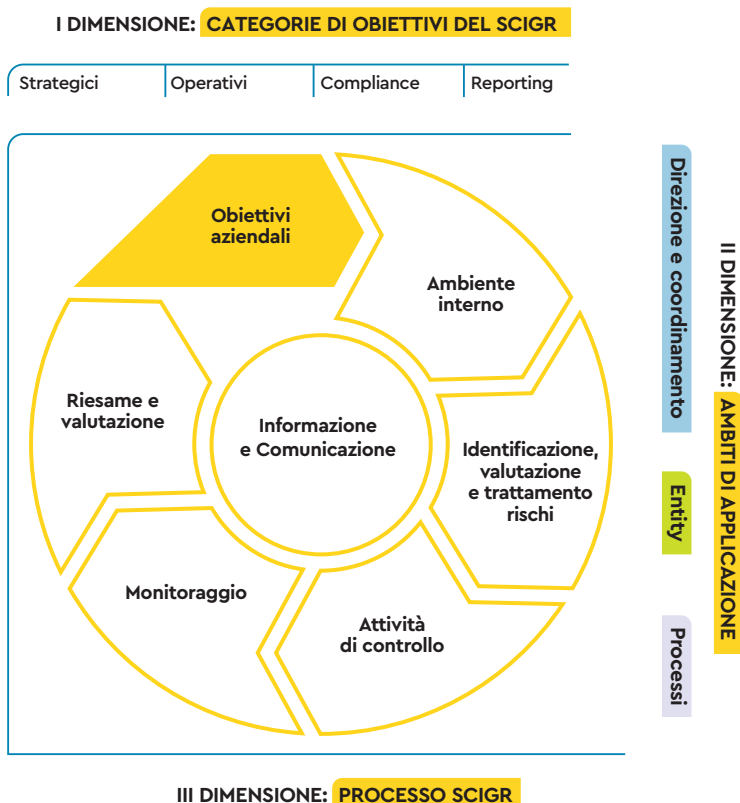 I DIMENSIONE: CATEGORIE DI OBIETTIVI DEL SCIGR
Strategici
Operativi
Compliance
Reporting
Obiettivi
aziendali
Ambiente
interno
Identificazione,
valutazione
e trattamento
rischi
Attività
di controllo
Monitoraggio
Riesame e
valutazione
Informazione
e Comunicazione
Direzione e coordinamento
Entity
Processi
II DIMENSIONE: AMBITI DI APPLICAZIONE
III DIMENSIONE: PROCESSO SCIGR